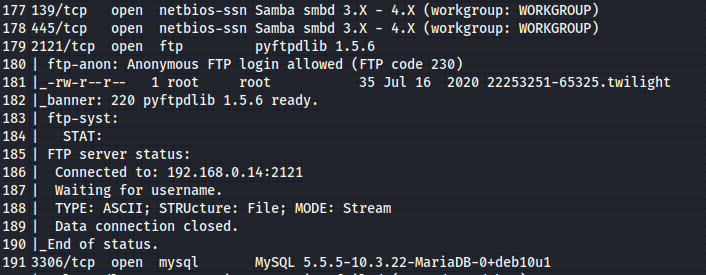 177 139/tcp  open  netbios-ssn Samba smbd 3.X - 4.X (workgroup: WORKGROUP)
178 445/tcp  open  netbios-ssn Samba smbd 3.X - 4.X (workgroup: WORKGROUP)
179 2121/tcp open  ftp         pyftpdlib 1.5.6
180 | ftp-anon: Anonymous FTP login allowed (FTP code 230)
181 |_-rw-r--r--   1 root     root           35 Jul 16  2020 22253251-65325.twilight
182 |_banner: 220 pyftpdlib 1.5.6 ready.
183 | ftp-syst:
184 |   STAT:
185 | FTP server status:
186 |  Connected to: 192.168.0.14:2121
187 |  Waiting for username.
188 |  TYPE: ASCII; STRUcture: File; MODE: Stream
189 |  Data connection closed.
190 |_End of status.
191 3306/tcp open  mysql       MySQL 5.5.5-10.3.22-MariaDB-0+deb10u1